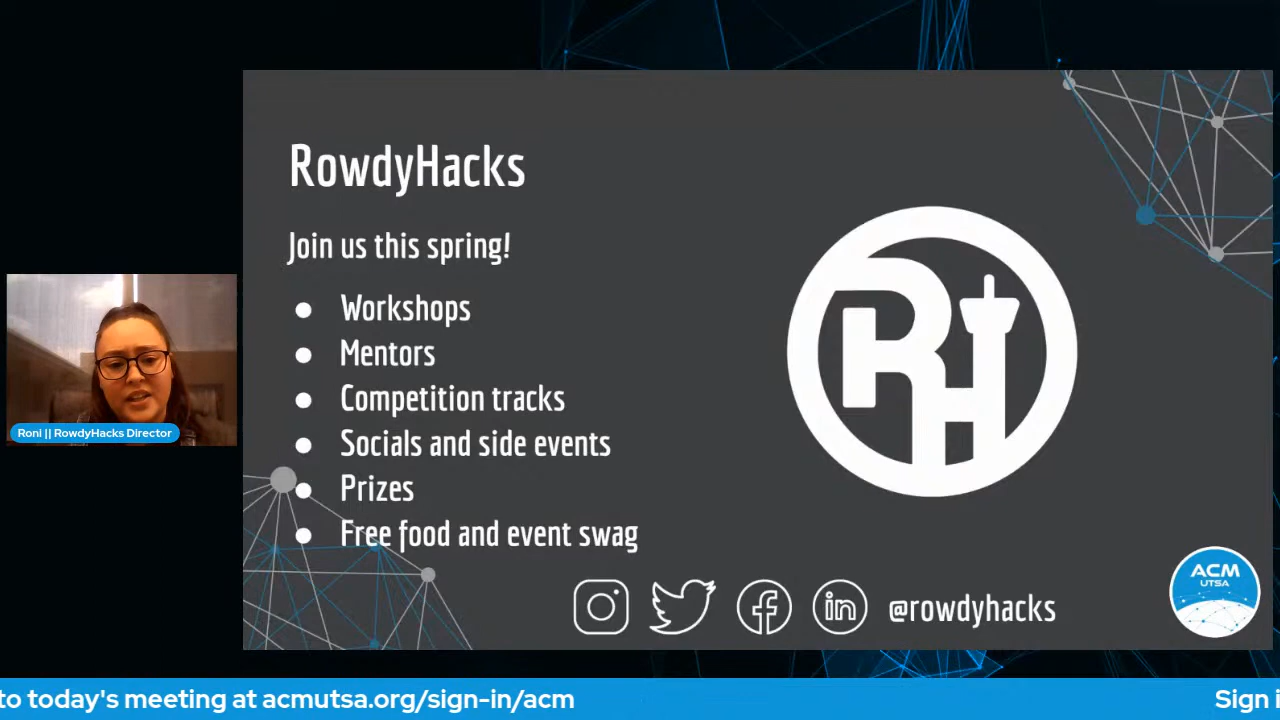 RowdyHacks
Join us this spring!
● Workshops
● Mentors
● Competition tracks
● Socials and side events
● Prizes
● Free food and event swag
RH
@rowdyhacks
ACM
UTSA
Roni || RowdyHacks Director
to today's meeting at acmutsa.org/sign-in/acm
Sign i